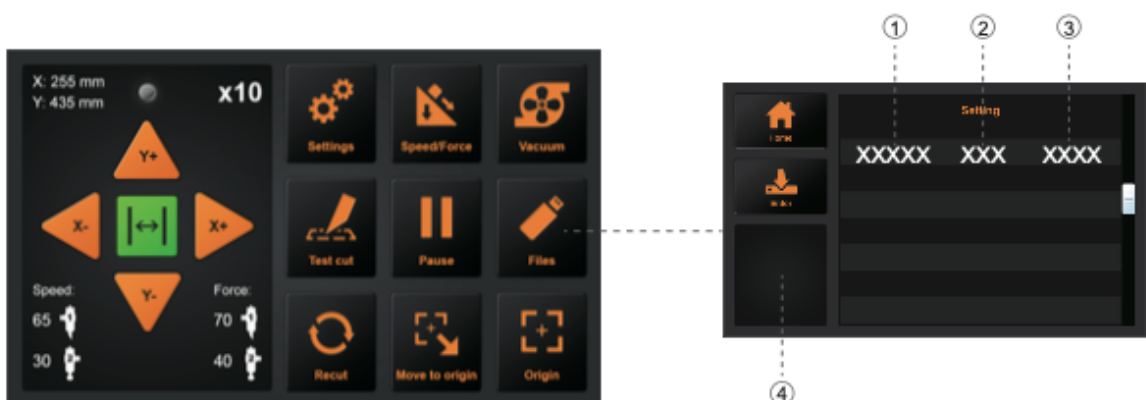 ① ② ③
X: 255 mm
Y: 435 mm
x10
Y+
X-
X+
Y-
Speed:
Force:
65
70
30
40
Settings
Speed/Force
Vacuum
Test cut
Pause
Files
Recut
Move to origin
Origin
Home
Setting
XXXXX XXX XXXX
④